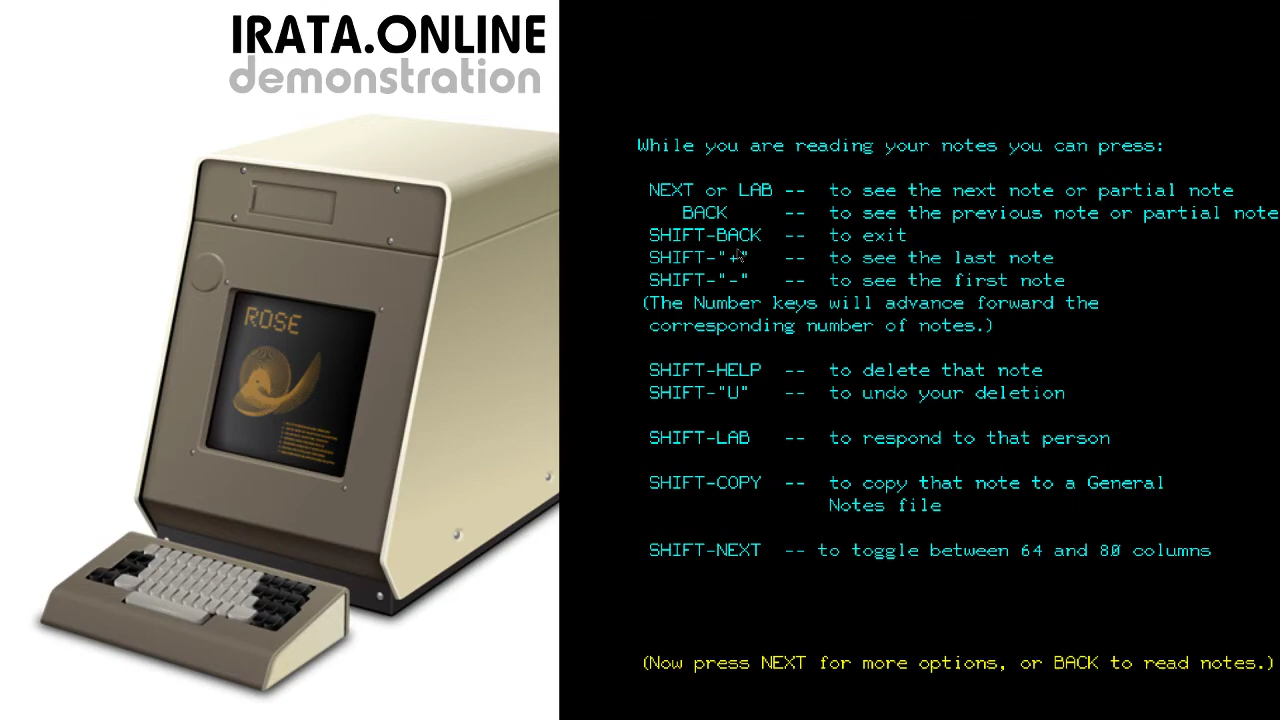 IRATA.ONLINE
demonstration
ROSE
While you are reading your notes you can press:
NEXT or LAB -- to see the next note or partial note
BACK -- to see the previous note or partial note
SHIFT-BACK -- to exit
SHIFT-"+" -- to see the last note
SHIFT-"-" -- to see the first note
(The Number keys will advance forward the
corresponding number of notes.)
SHIFT-HELP -- to delete that note
SHIFT-"U" -- to undo your deletion
SHIFT-LAB -- to respond to that person
SHIFT-COPY -- to copy that note to a General
Notes file
SHIFT-NEXT -- to toggle between 64 and 80 columns
(Now press NEXT for more options, or BACK to read notes.)